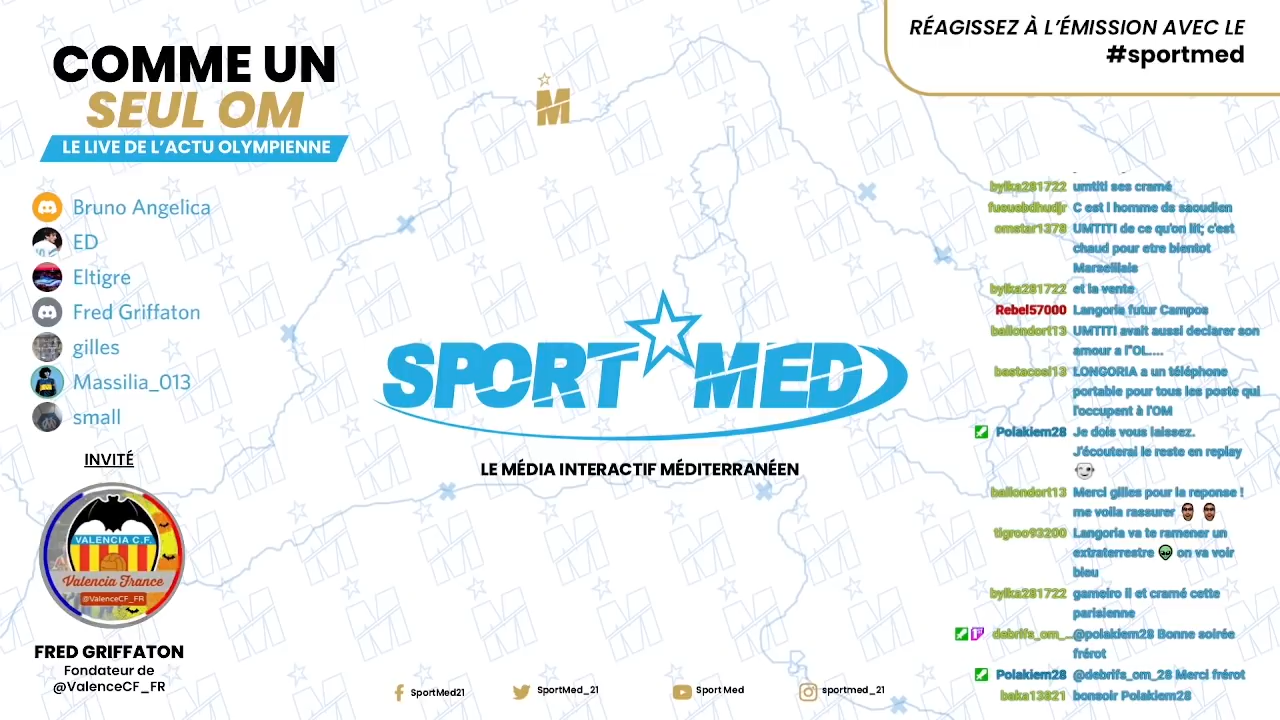 COMME UN
SEUL OM
LE LIVE DE L'ACTU OLYMPIENNE
RÉAGISSEZ À L'ÉMISSION AVEC LE
#sportmed
M
Bruno Angelica
ED
Eltigre
Fred Griffaton
gilles
Massilia_013
small
INVITÉ
VALENCIA C.F.
Valencia France
@ValenceCF_FR
FRED GRIFFATON
Fondateur de
@ValenceCF_FR
SPORT MED
LE MÉDIA INTERACTIF MÉDITERRANÉEN
SportMed21
SportMed_21
Sport Med
sportmed_21
bylka281722 umtiti ses cramé
fueuebdhudjr C est l homme ds saoudien
omstar1378 UMTITI de ce qu'on lit; c'est
chaud pour etre bientot
Marseillais
bylka281722 et la vente
Rebel57000 Langoria futur Campos
ballondort13 UMTITI avait aussi declarer son
amour a l''OL....
bastacosi13 LONGORIA a un téléphone
portable pour tous les poste qui
l'occupent à l'OM
Polakiem28 Je dois vous laissez.
J'écouterai le reste en replay
ballondort13 Merci gilles pour la reponse !
me voila rassurer
tigroo93200 Langoria va te ramener un
extraterrestre on va voir
bleu
bylka281722 gameiro il et cramé cette
parisienne
debrifs_om_... @polakiem28 Bonne soirée
frérot
Polakiem28 @debrifs_om_28 Merci frérot
baka13821 bonsoir Polakiem28